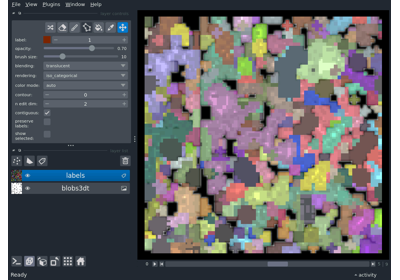 File View Plugins Window Help
label: 1
opacity: 0.70
brush size: 10
blending: translucent
rendering: iso_categorical
color mode: auto
contour: 0
n edit dim: 2
contiguous:
preserve
labels:
show
selected:
labels
blobs3dt
Ready
activity